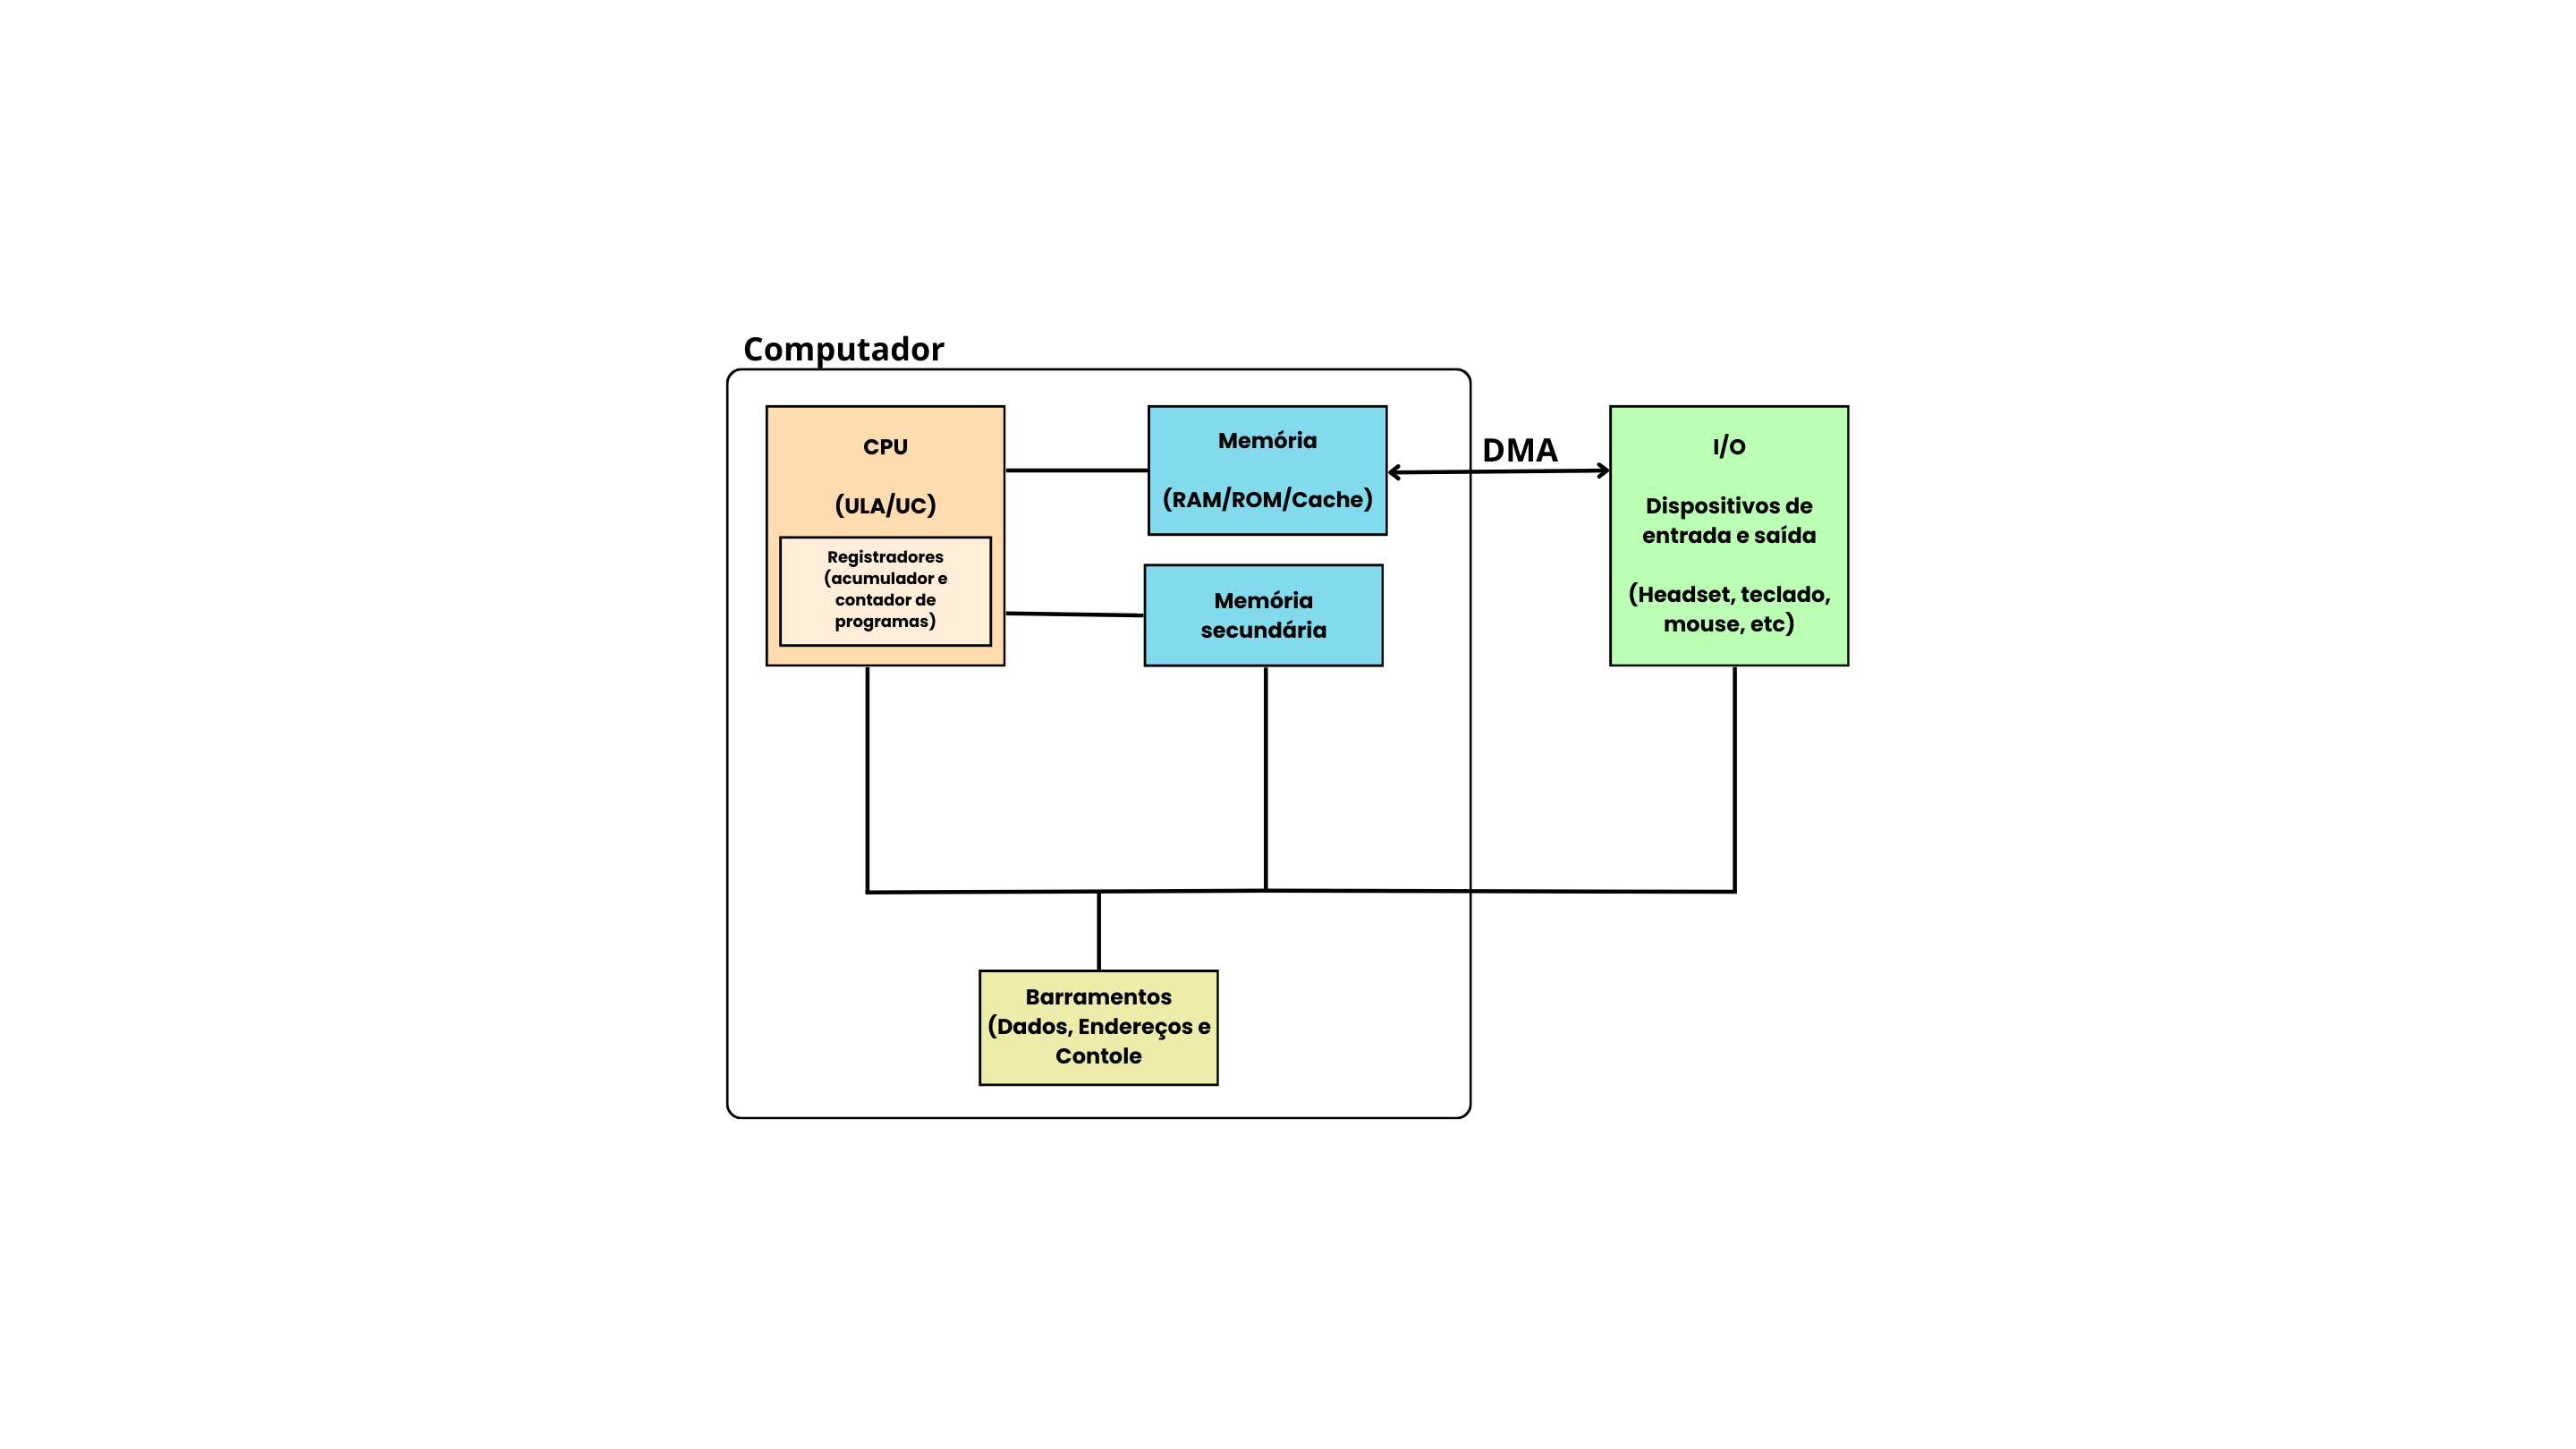 Computador
CPU
(ULA/UC)
Registradores
(acumulador e
contador de
programas)
Memória
(RAM/ROM/Cache)
Memória
secundária
DMA
I/O
Dispositivos de
entrada e saída
(Headset, teclado,
mouse, etc)
Barramentos
(Dados, Endereços e
Contole